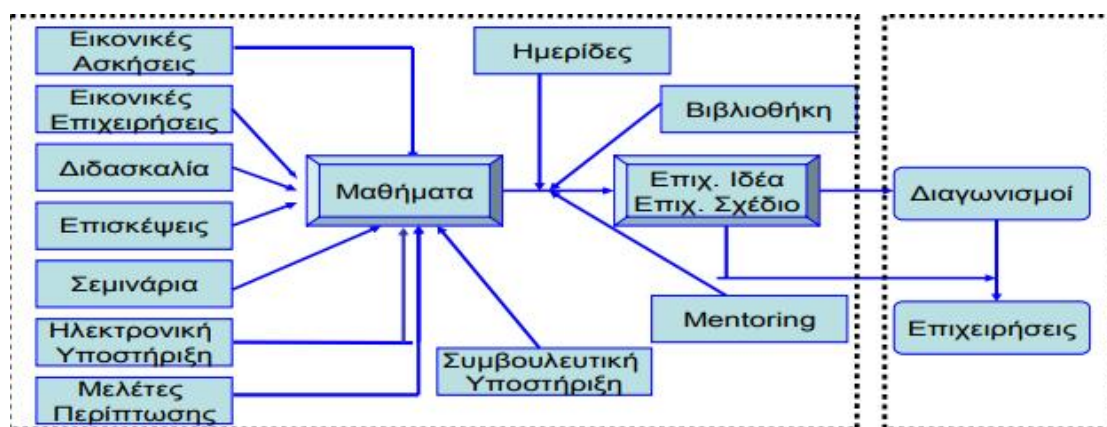 Εικονικές
Ασκήσεις
Εικονικές
Επιχειρήσεις
Διδασκαλία
Επισκέψεις
Σεμινάρια
Ηλεκτρονική
Υποστήριξη
Μελέτες
Περίπτωσης
Μαθήματα
Συμβουλευτική
Υποστήριξη
Ημερίδες
Βιβλιοθήκη
Επιχ. Ιδέα
Επιχ. Σχέδιο
Mentoring
Διαγωνισμοί
Επιχειρήσεις